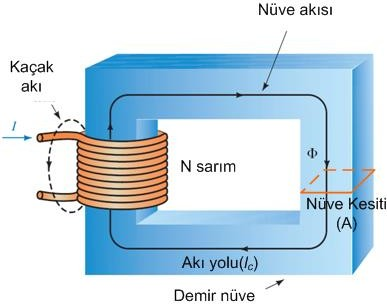 Nüve akısı
Kaçak
akı
I
N sarım
Φ
Nüve Kesiti
(A)
Akı yolu(lc)
Demir nüve